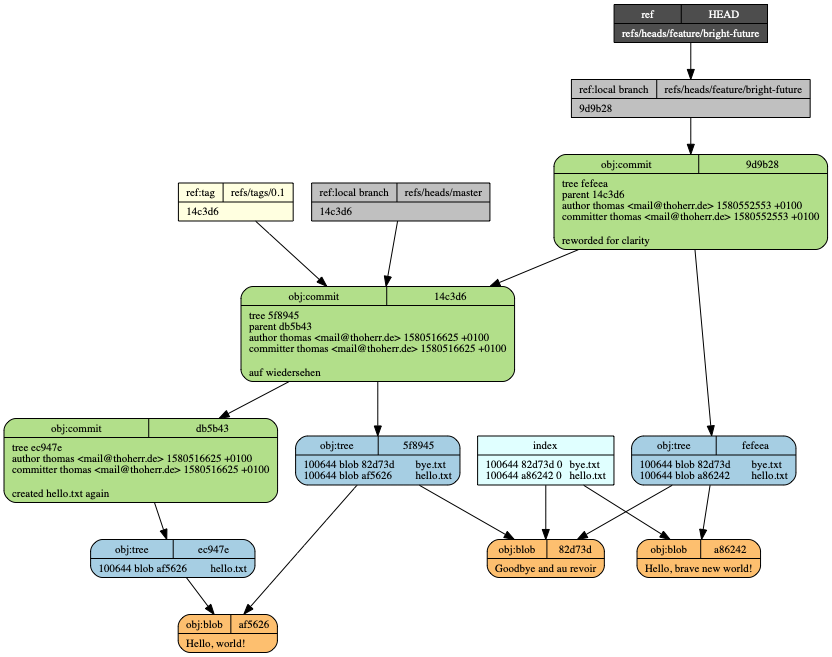 ref HEAD
refs/heads/feature/bright-future
ref:local branch refs/heads/feature/bright-future
9d9b28
obj:commit 9d9b28
tree fefeea
parent 14c3d6
author thomas <mail@thoherr.de> 1580552553 +0100
committer thomas <mail@thoherr.de> 1580552553 +0100
reworded for clarity
ref:tag refs/tags/0.1
14c3d6
ref:local branch refs/heads/master
14c3d6
obj:commit 14c3d6
tree 5f8945
parent db5b43
author thomas <mail@thoherr.de> 1580516625 +0100
committer thomas <mail@thoherr.de> 1580516625 +0100
auf wiedersehen
obj:commit db5b43
tree ec947e
author thomas <mail@thoherr.de> 1580516625 +0100
committer thomas <mail@thoherr.de> 1580516625 +0100
created hello.txt again
obj:tree 5f8945
100644 blob 82d73d bye.txt
100644 blob af5626 hello.txt
index
100644 82d73d 0 bye.txt
100644 a86242 0 hello.txt
obj:tree fefeea
100644 blob 82d73d bye.txt
100644 blob a86242 hello.txt
obj:tree ec947e
100644 blob af5626 hello.txt
obj:blob 82d73d
Goodbye and au revoir
obj:blob a86242
Hello, brave new world!
obj:blob af5626
Hello, world!